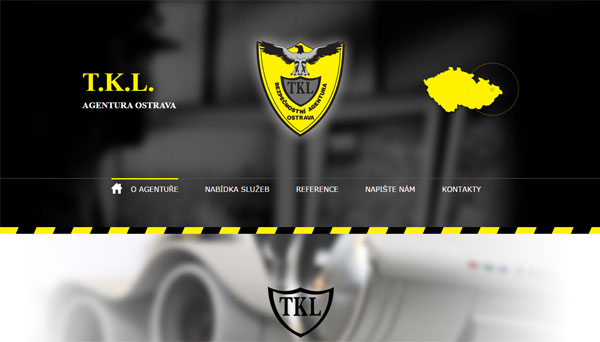 T.K.L.
AGENTURA OSTRAVA
TKL
BEZPEČNOSTNÍ AGENTURA
OSTRAVA
O AGENTUŘE
NABÍDKA SLUŽEB
REFERENCE
NAPIŠTE NÁM
KONTAKTY
TKL